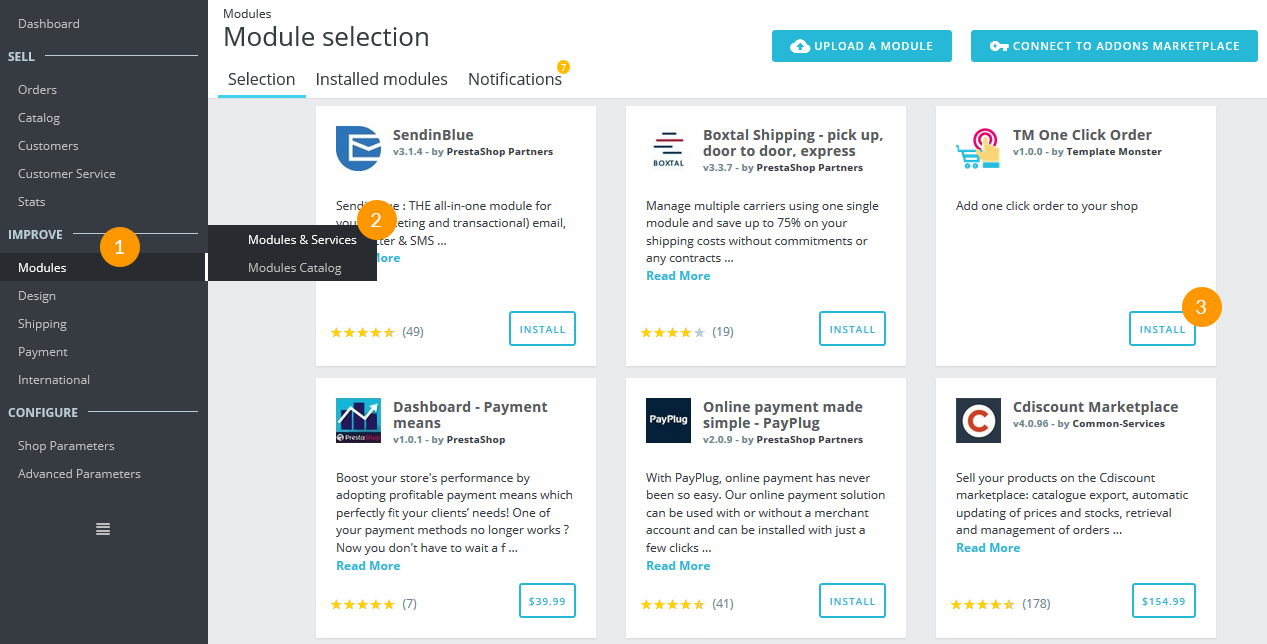 Dashboard
SELL
Orders
Catalog
Customers
Customer Service
Stats
IMPROVE
1
Modules
Design
Shipping
Payment
International
CONFIGURE
Shop Parameters
Advanced Parameters
Modules & Services
Modules Catalog
2
Modules
Module selection
UPLOAD A MODULE
CONNECT TO ADDONS MARKETPLACE
Selection
Installed modules
Notifications
7
SendinBlue
v3.1.4 - by PrestaShop Partners
: THE all-in-one module for
and transactional) email,
& SMS ...
(49)
INSTALL
BOXTAL
Boxtal Shipping - pick up,
door to door, express
v3.3.7 - by PrestaShop Partners
Manage multiple carriers using one single
module and save up to 75% on your
shipping costs without commitments or
any contracts ...
Read More
(19)
INSTALL
TM One Click Order
v1.0.0 - by Template Monster
Add one click order to your shop
3
INSTALL
PrestaShop
Dashboard - Payment
means
v1.0.1 - by PrestaShop
Boost your store's performance by
adopting profitable payment means which
perfectly fit your clients’ needs! One of
your payment methods no longer works ?
Now you don't have to wait a f ...
Read More
(7)
$39.99
PayPlug
Online payment made
simple - PayPlug
v2.0.9 - by PrestaShop Partners
With PayPlug, online payment has never
been so easy. Our online payment solution
can be used with or without a merchant
account and can be installed with just a
few clicks ...
Read More
(41)
INSTALL
Cdiscount Marketplace
v4.0.96 - by Common-Services
Sell your products on the Cdiscount
marketplace: catalogue export, automatic
updating of prices and stocks, retrieval
and management of orders ...
Read More
(178)
$154.99